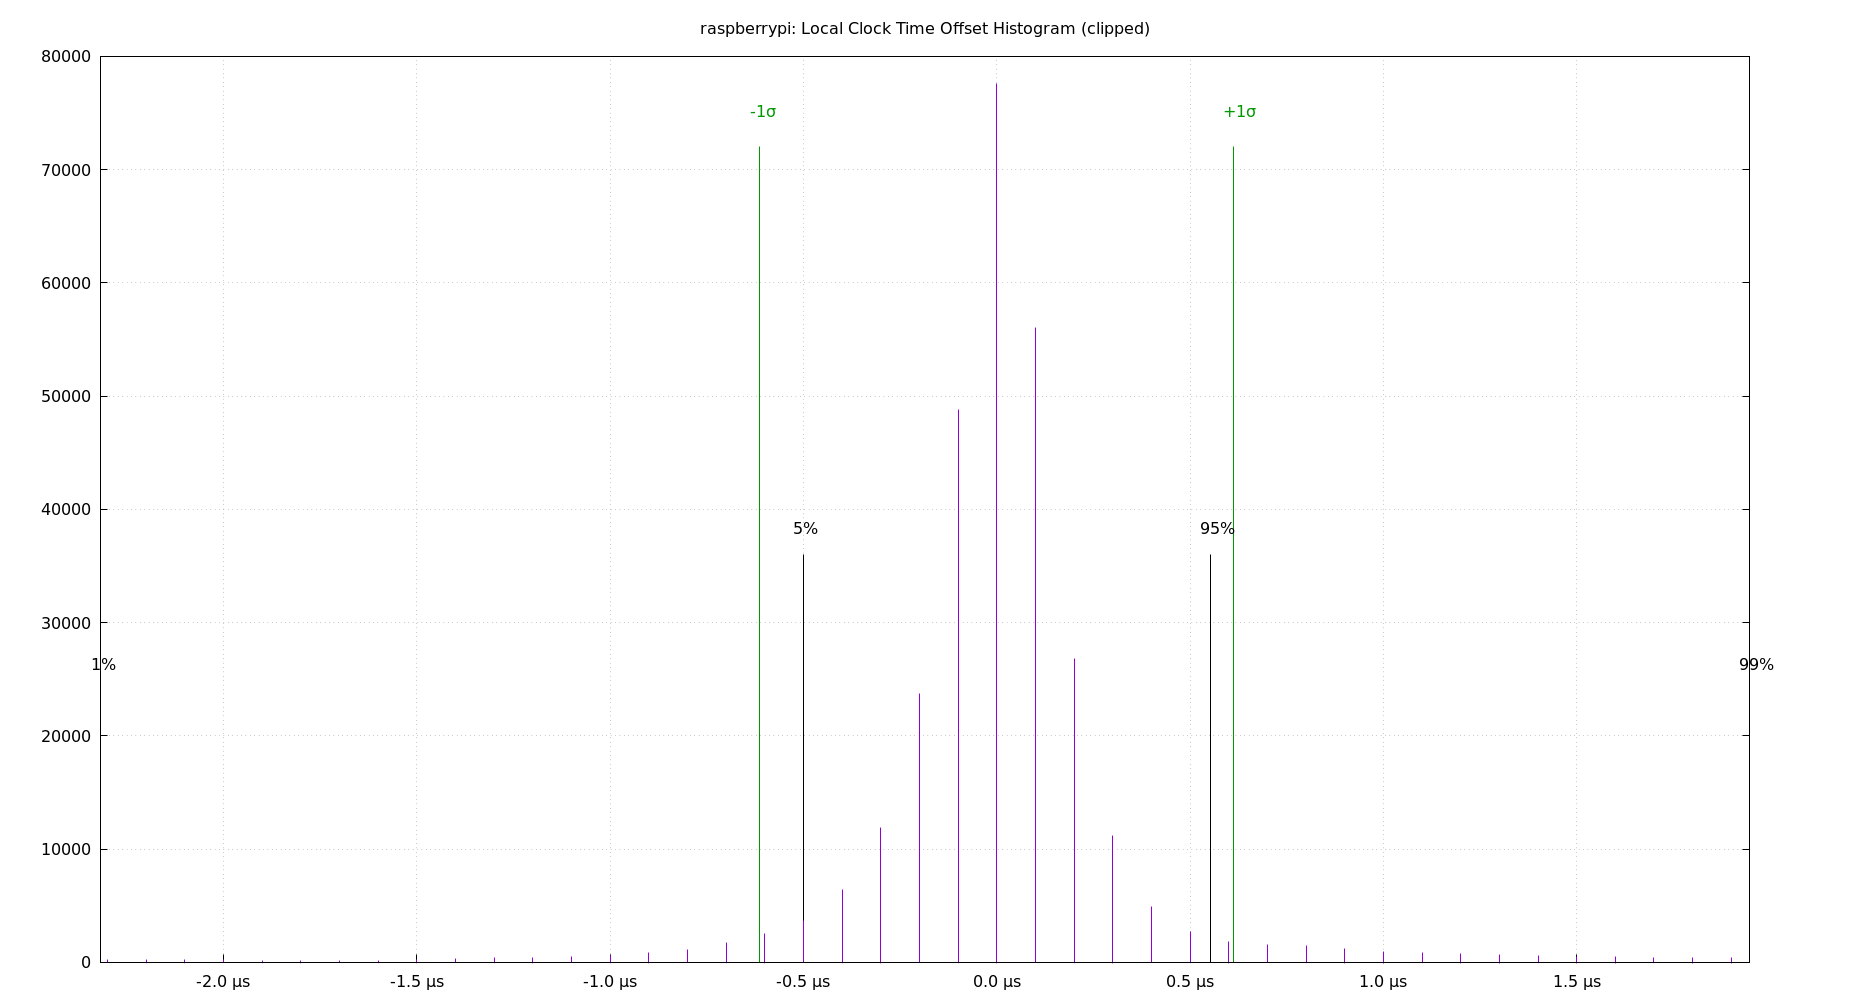 raspberrypi: Local Clock Time Offset Histogram (clipped)
80000
-1σ
+1σ
70000
60000
50000
40000
5%
95%
30000
1%
99%
20000
10000
0
-2.0 µs
-1.5 µs
-1.0 µs
-0.5 µs
0.0 µs
0.5 µs
1.0 µs
1.5 µs